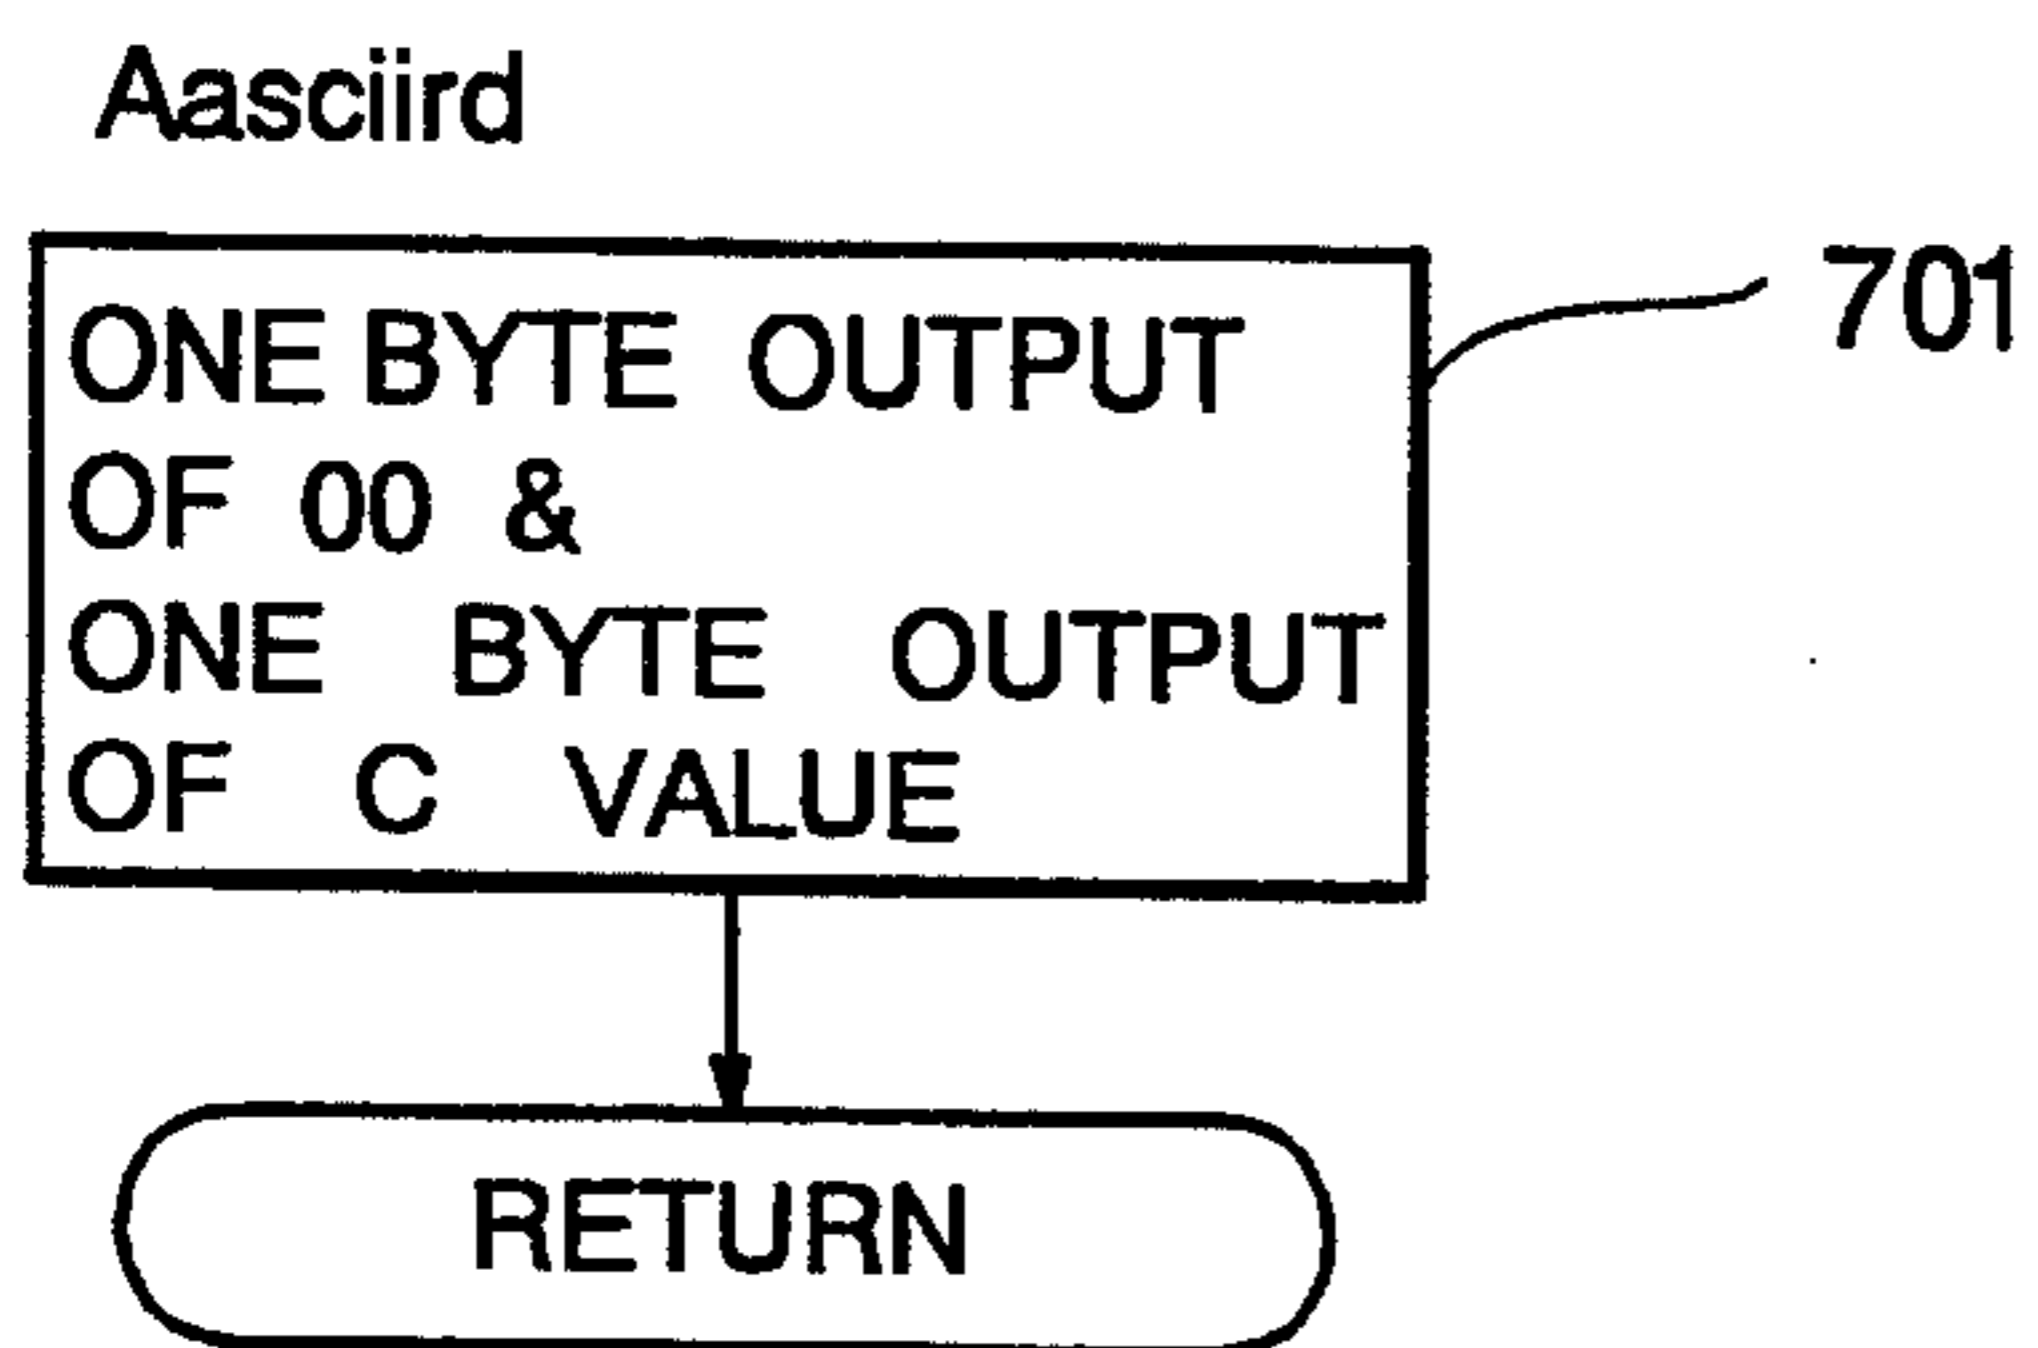 Aasciird
ONE BYTE OUTPUT
701
OF 00 &
ONE BYTE OUTPUT
OF C VALUE
RETURN